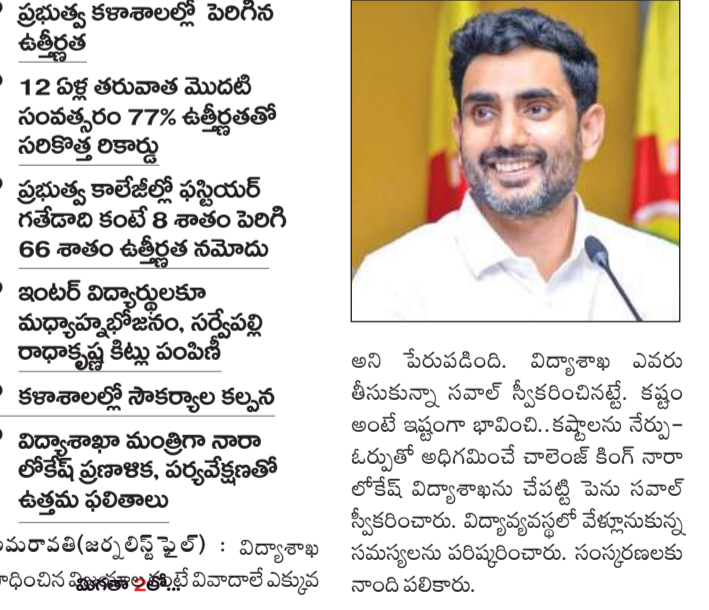 ప్రభుత్వ కళాశాలల్లో పెరిగిన
ఉత్తీర్ణత
12 ఏళ్ల తరువాత మొదటి
సంవత్సరం 77% ఉత్తీర్ణతతో
సరికొత్త రికార్డు
ప్రభుత్వ కాలేజీల్లో ఫస్టియర్
గతేడాది కంటే 8 శాతం పెరిగి
66 శాతం ఉత్తీర్ణత నమోదు
ఇంటర్ విద్యార్థులకూ
మధ్యాహ్నభోజనం, సర్వేపల్లి
రాధాకృష్ణ కిట్లు పంపిణీ
కళాశాలల్లో సౌకర్యాల కల్పన
విద్యాశాఖా మంత్రిగా నారా
లోకేష్ ప్రణాళిక, పర్యవేక్షణతో
ఉత్తమ ఫలితాలు
మరావతి(జర్నలిస్ట్ ఫైల్) : విద్యాశాఖ
వివాదాలే ఎక్కువ
మిగతా 2లో...
అని పేరుపడింది. విద్యాశాఖ ఎవరు
తీసుకున్నా సవాల్ స్వీకరించినట్టే. కష్టం
అంటే ఇష్టంగా భావించి..కష్టాలను నేర్పు-
ఓర్పుతో అధిగమించే చాలెంజ్ కింగ్ నారా
లోకేష్ విద్యాశాఖను చేపట్టి పెను సవాల్
స్వీకరించారు. విద్యావ్యవస్థలో వేళ్లూనుకున్న
సమస్యలను పరిష్కరించారు. సంస్కరణలకు
నాంది పలికారు.